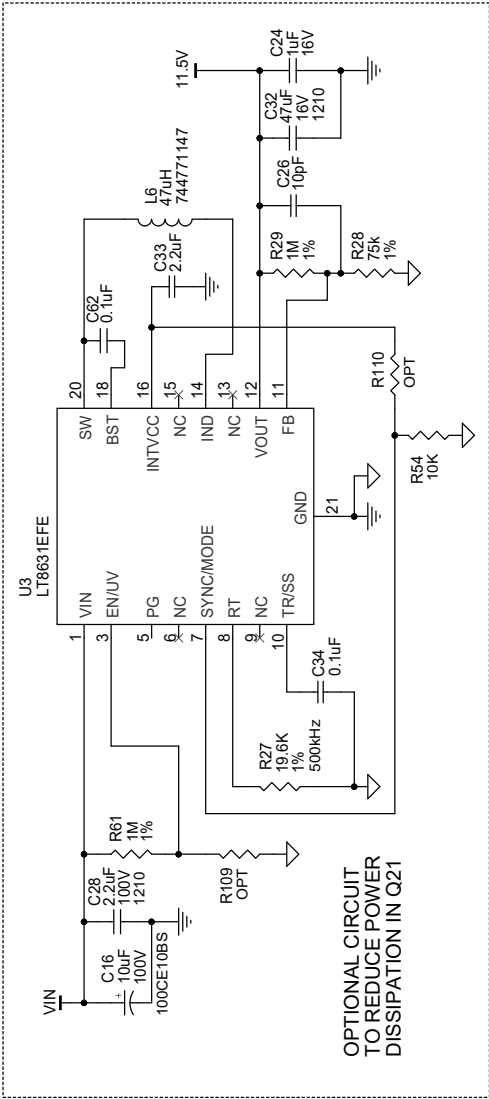 VIN
C16
10uF
100V
100CE10BS
C28
2.2uF
100V
1210
R61
1M
1%
R109
OPT
U3
LT8631EFE
1
VIN
3
EN/UV
5
PG
6
NC
7
SYNC/MODE
8
RT
9
NC
10
TR/SS
20
SW
18
BST
16
INTVCC
15
NC
14
IND
13
NC
12
VOUT
11
FB
GND
21
R27
19.6K
1%
500kHz
C34
0.1uF
C62
0.1uF
L6
47uH
744771147
C33
2.2uF
11.5V
C24
1uF
16V
C32
47uF
16V
1210
C26
10pF
R29
1M
1%
R28
75k
1%
R110
OPT
R54
10K
OPTIONAL CIRCUIT
TO REDUCE POWER
DISSIPATION IN Q21
+